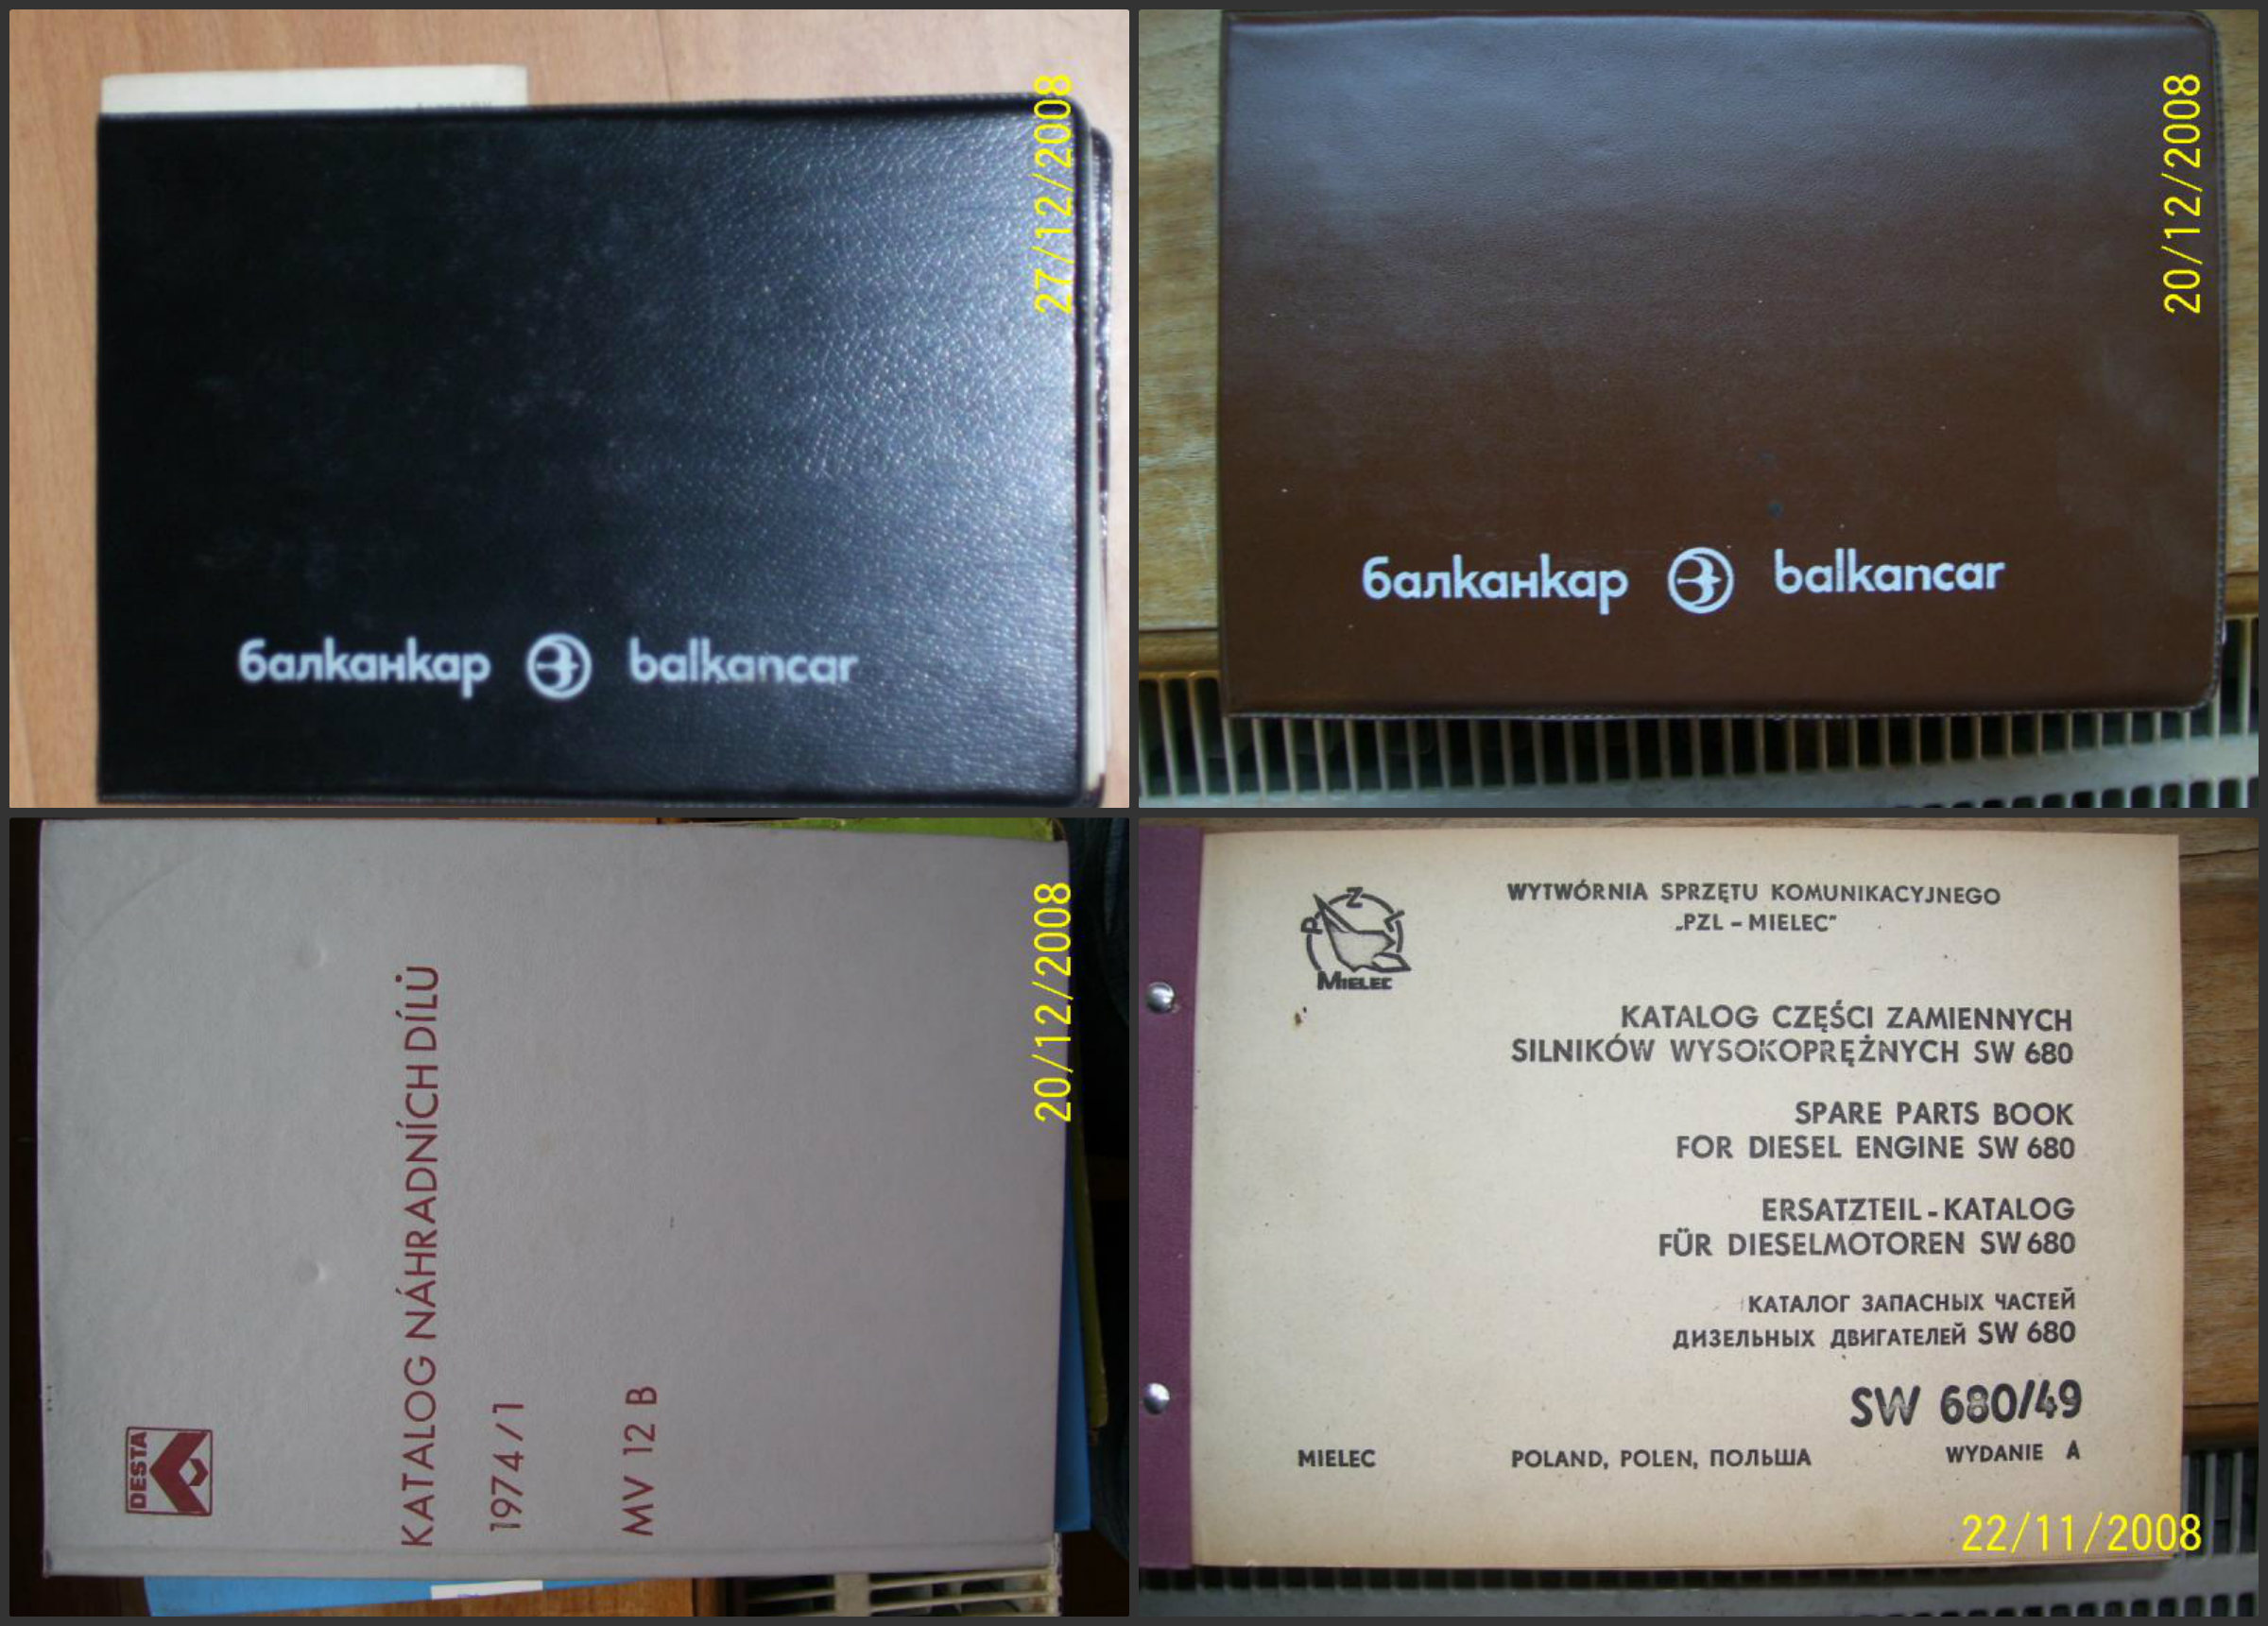 27/12/2008
балканкар balkancar
20/12/2008
балканкар balkancar
20/12/2008
DESTA
KATALOG NÁHRADNÍCH DÍLŮ
1974/1
MV 12 B
PZL
MIELEC
WYTWÓRNIA SPRZĘTU KOMUNIKACYJNEGO
„PZL – MIELEC"
KATALOG CZĘŚCI ZAMIENNYCH
SILNIKÓW WYSOKOPRĘŻNYCH SW 680
SPARE PARTS BOOK
FOR DIESEL ENGINE SW 680
ERSATZTEIL - KATALOG
FÜR DIESELMOTOREN SW 680
КАТАЛОГ ЗАПАСНЫХ ЧАСТЕЙ
ДИЗЕЛЬНЫХ ДВИГАТЕЛЕЙ SW 680
SW 680/49
WYDANIE A
MIELEC POLAND, POLEN, ПОЛЬША
22/11/2008